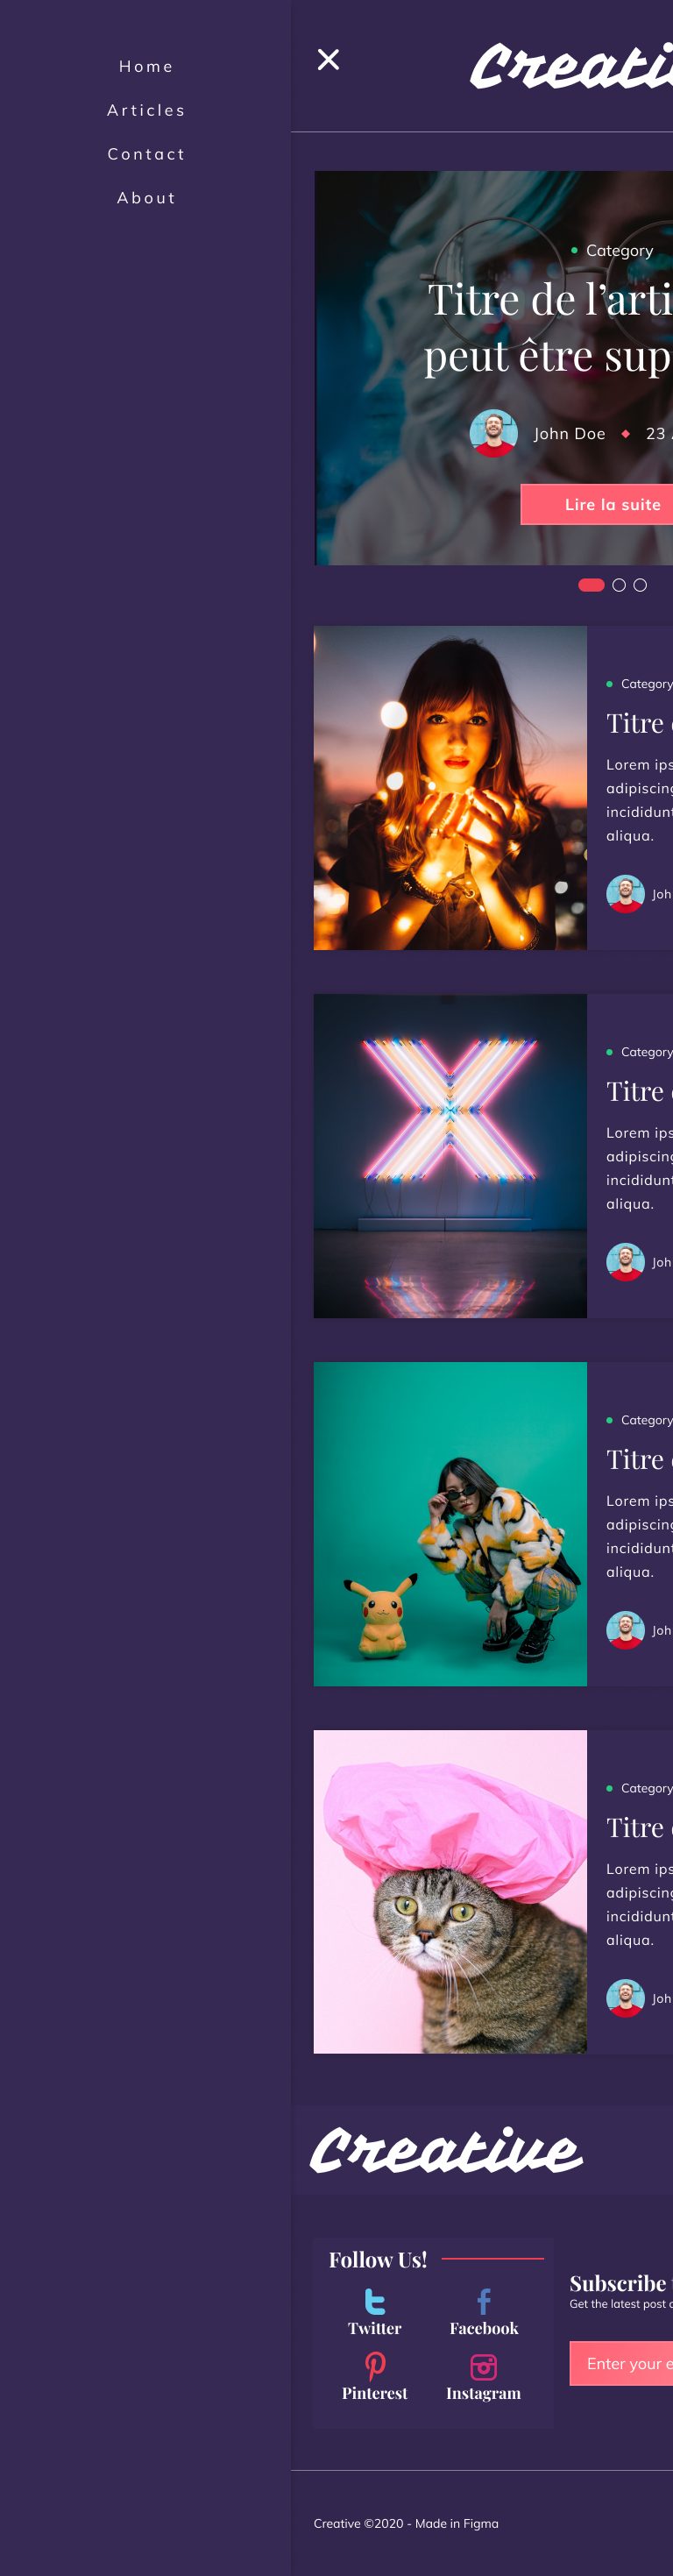 Home
Articles
Contact
About
Category
Titre de l’arti
peut être sup
John Doe 23
Lire la suite
Category
Titre
Lorem ips
adipiscing
incididunt
aliqua.
Joh
Category
Titre
Lorem ips
adipiscing
incididunt
aliqua.
Joh
Category
Titre
Lorem ips
adipiscing
incididunt
aliqua.
Joh
Category
Titre
Lorem ips
adipiscing
incididunt
aliqua.
Joh
Creative
Follow Us!
Twitter
Facebook
Pinterest
Instagram
Subscribe
Get the latest post
Enter your e
Creative ©2020 - Made in Figma